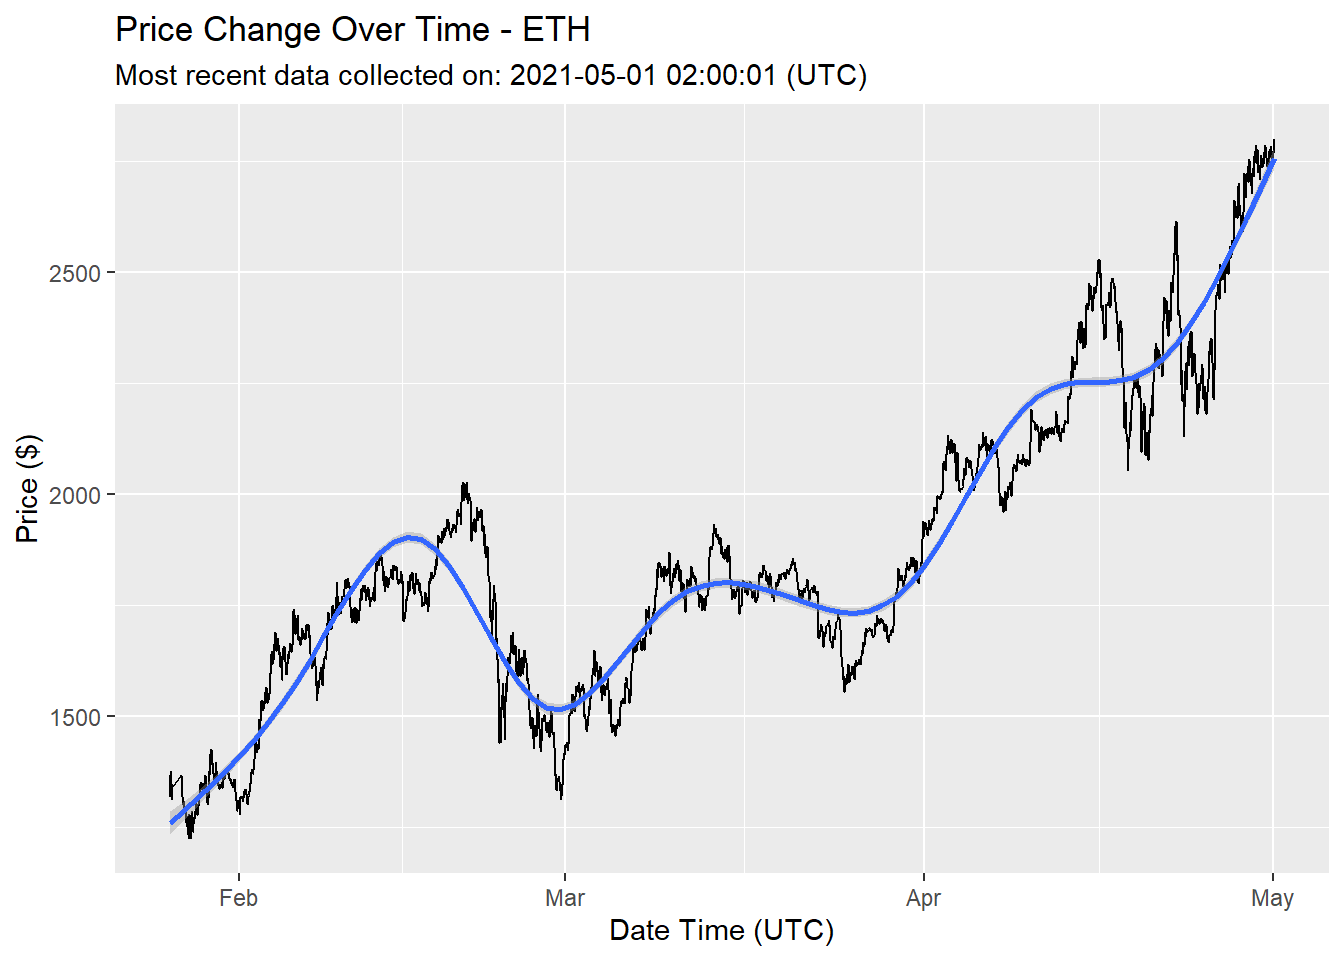 Price Change Over Time - ETH
Most recent data collected on: 2021-05-01 02:00:01 (UTC)
Price ($)
2500
2000
1500
Feb
Mar
Apr
May
Date Time (UTC)